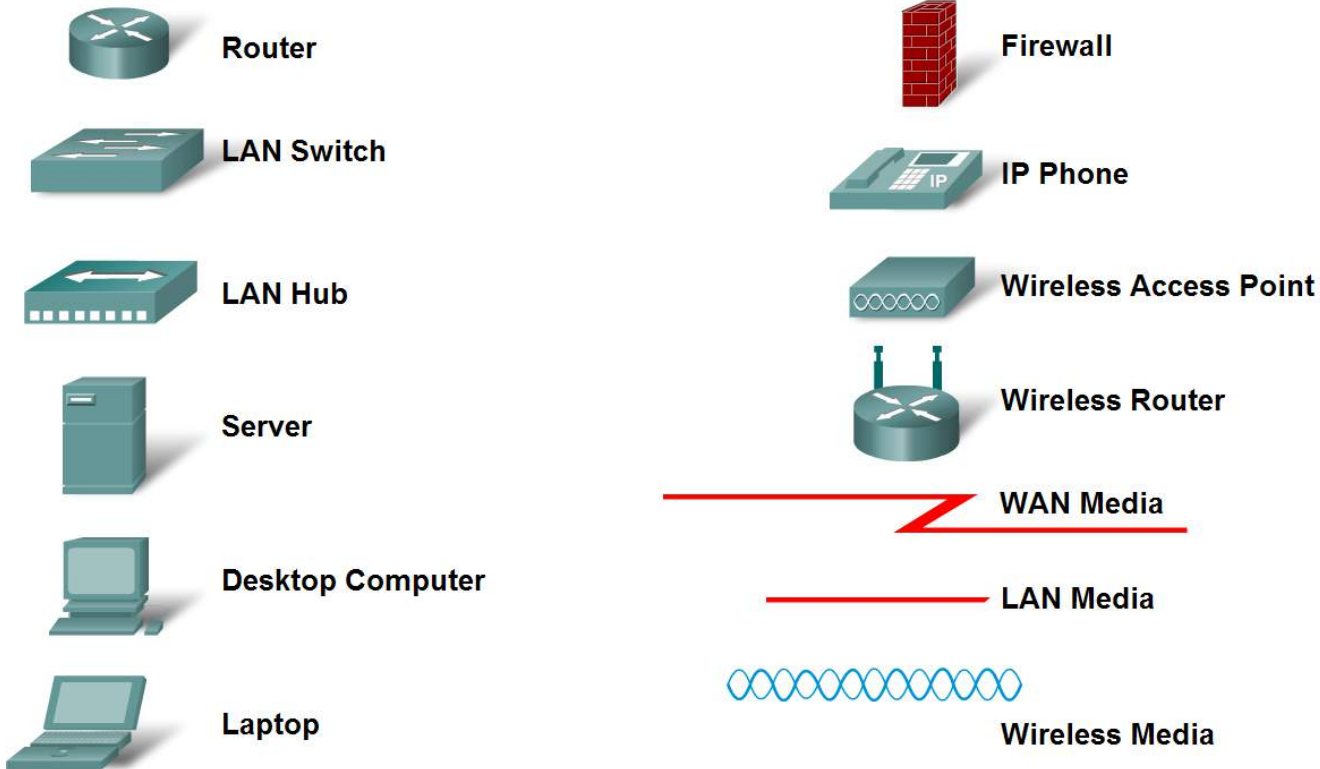 Router
LAN Switch
LAN Hub
Server
Desktop Computer
Laptop
Firewall
IP
IP Phone
Wireless Access Point
Wireless Router
WAN Media
LAN Media
Wireless Media